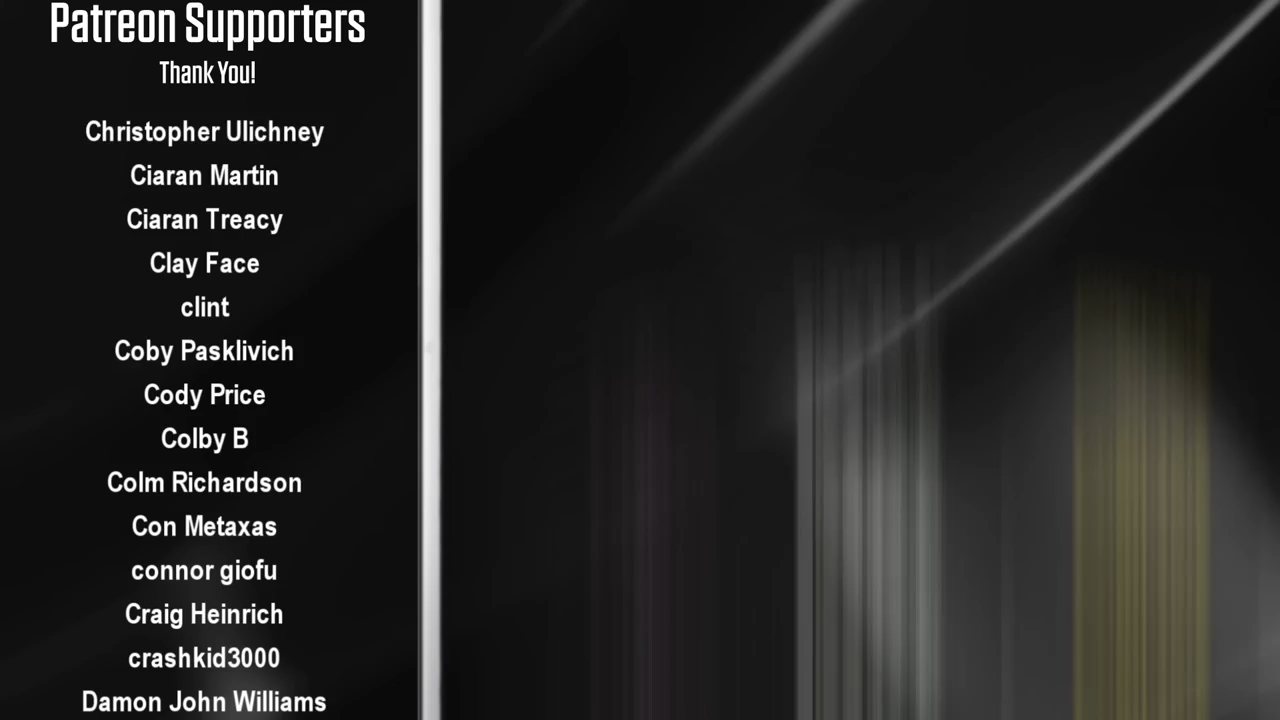 Patreon Supporters
Thank You!
Christopher Ulichney
Ciaran Martin
Ciaran Treacy
Clay Face
clint
Coby Pasklivich
Cody Price
Colby B
Colm Richardson
Con Metaxas
connor giofu
Craig Heinrich
crashkid3000
Damon John Williams